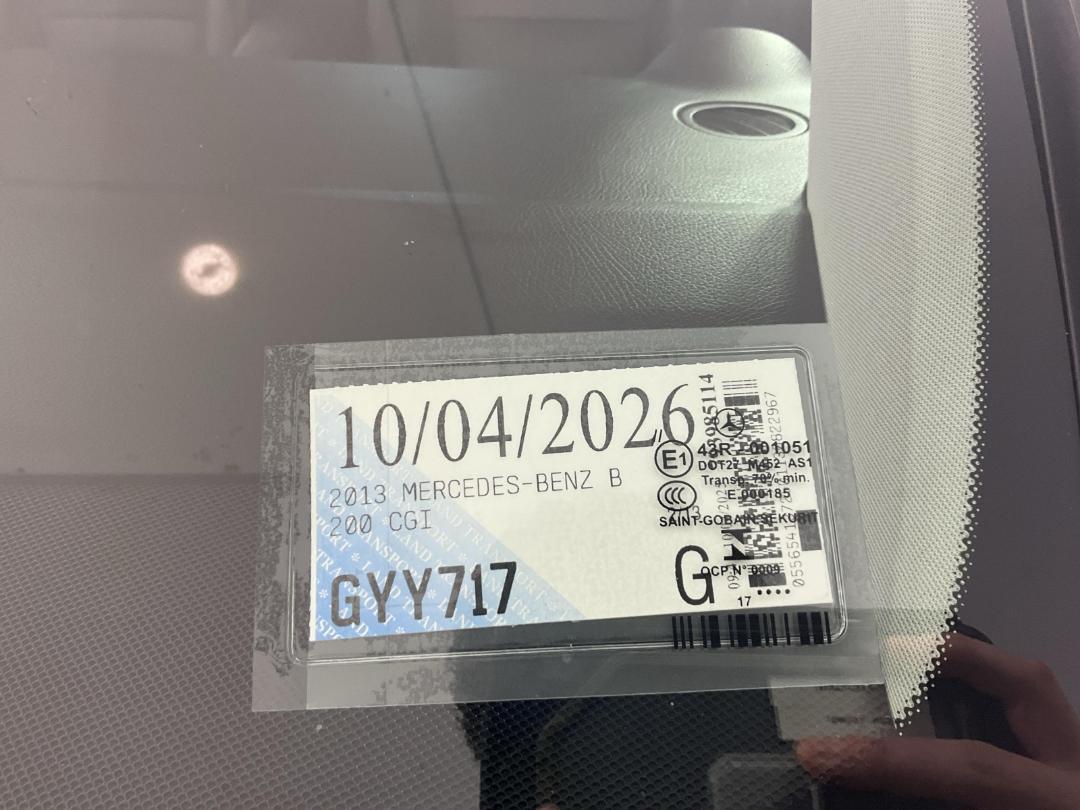 10/04/2026
2013 MERCEDES-BENZ B
200 CGI
GYY717
G
E1
43R-001051
DOT27 M452 AS1
Transp. 70% min.
CCC
E 000185
SAINT-GOBAIN SEKURIT
OCP N° 0009
17